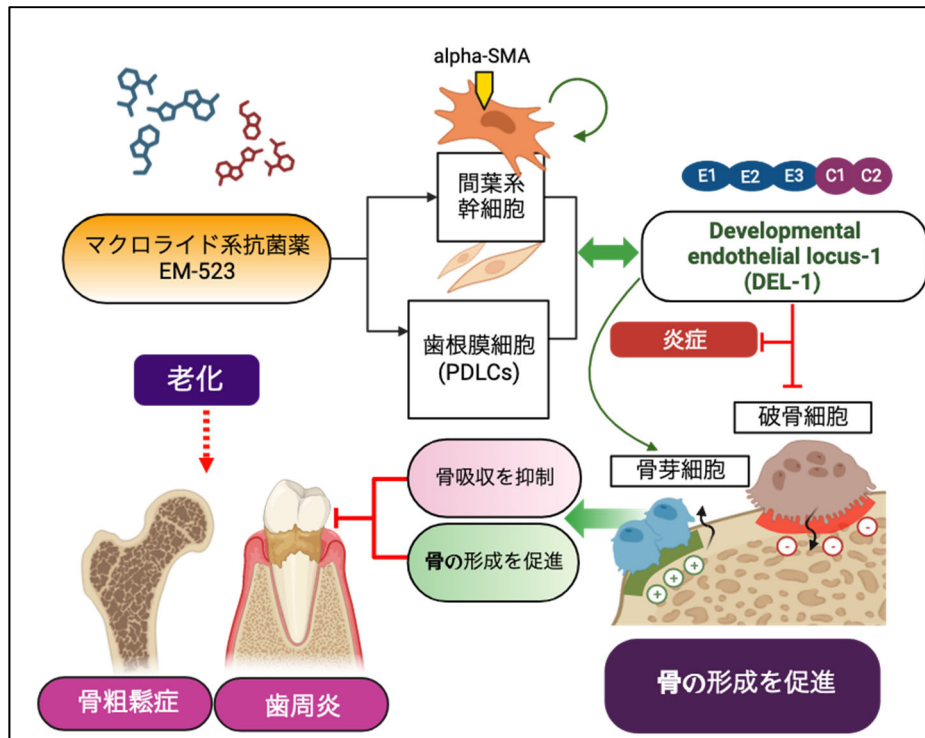 alpha-SMA
間葉系
幹細胞
マクロライド系抗菌薬
EM-523
歯根膜細胞
(PDLCs)
E1 E2 E3 C1 C2
Developmental
endothelial locus-1
(DEL-1)
炎症
老化
破骨細胞
骨芽細胞
骨吸収を抑制
骨の形成を促進
骨粗鬆症
歯周炎
骨の形成を促進